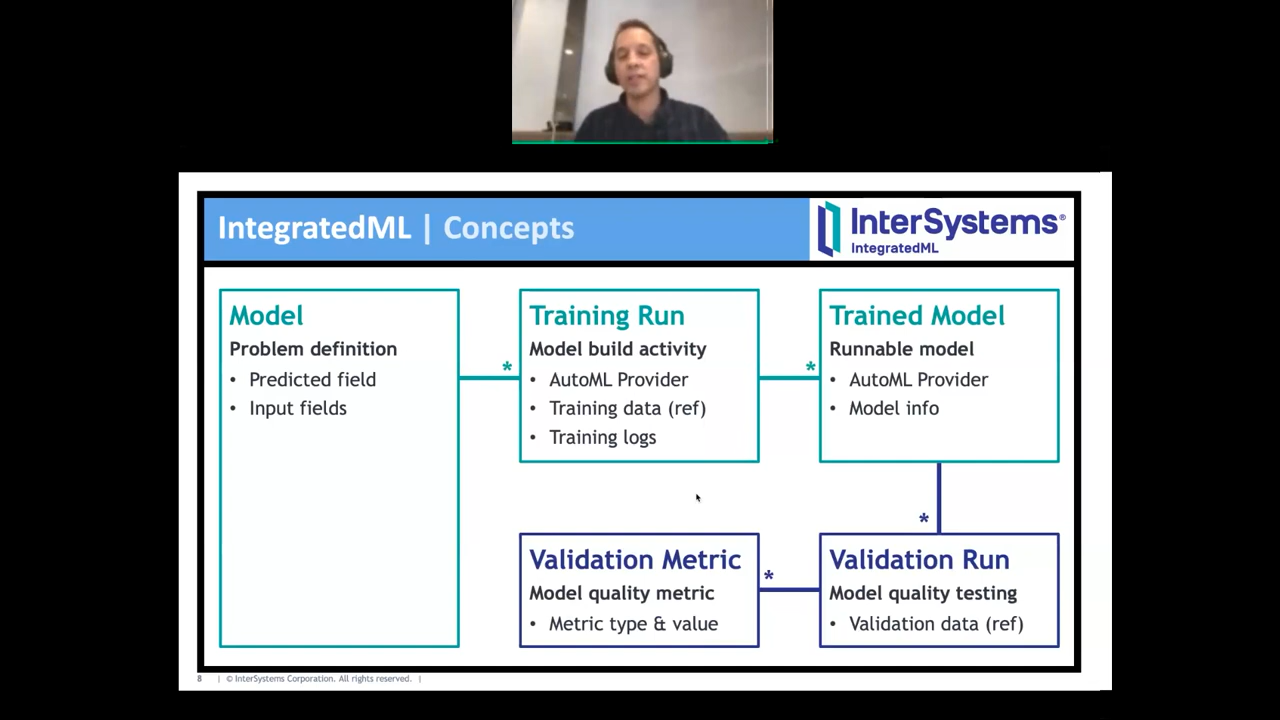 IntegratedML | Concepts
InterSystems®
IntegratedML
Model
Problem definition
• Predicted field
• Input fields
*
Training Run
Model build activity
• AutoML Provider
• Training data (ref)
• Training logs
*
Trained Model
Runnable model
• AutoML Provider
• Model info
*
Validation Metric
Model quality metric
• Metric type & value
*
Validation Run
Model quality testing
• Validation data (ref)
8 | © InterSystems Corporation. All rights reserved. |